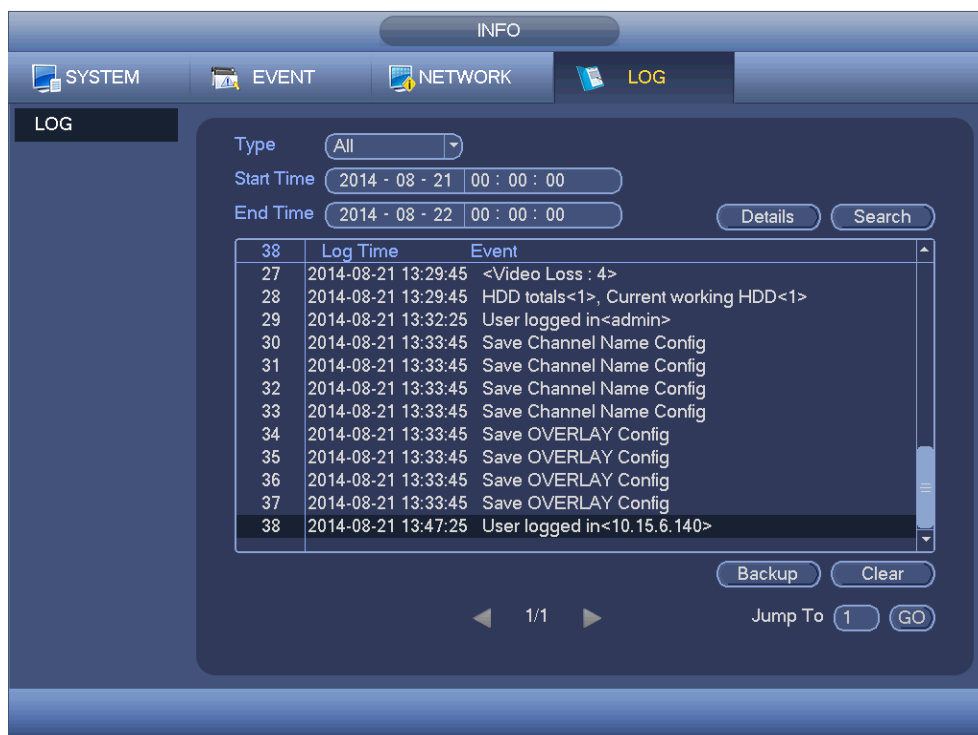 INFO
SYSTEM EVENT NETWORK LOG
LOG
Type All
Start Time 2014 - 08 - 21 00 : 00 : 00
End Time 2014 - 08 - 22 00 : 00 : 00 Details Search
38 Log Time Event
27 2014-08-21 13:29:45 <Video Loss : 4>
28 2014-08-21 13:29:45 HDD totals<1>, Current working HDD<1>
29 2014-08-21 13:32:25 User logged in<admin>
30 2014-08-21 13:33:45 Save Channel Name Config
31 2014-08-21 13:33:45 Save Channel Name Config
32 2014-08-21 13:33:45 Save Channel Name Config
33 2014-08-21 13:33:45 Save Channel Name Config
34 2014-08-21 13:33:45 Save OVERLAY Config
35 2014-08-21 13:33:45 Save OVERLAY Config
36 2014-08-21 13:33:45 Save OVERLAY Config
37 2014-08-21 13:33:45 Save OVERLAY Config
38 2014-08-21 13:47:25 User logged in<10.15.6.140>
Backup Clear
1/1 Jump To 1 GO